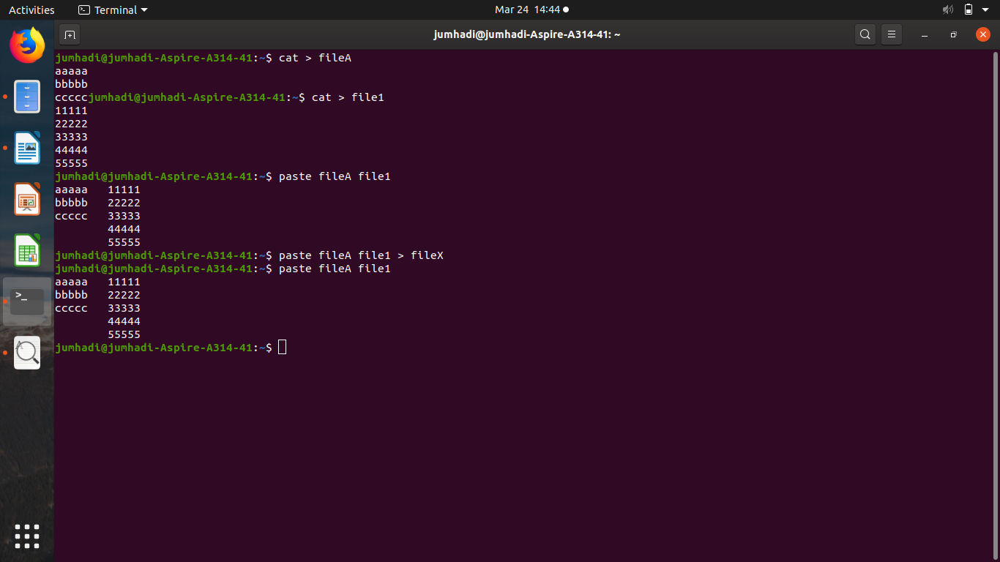 Activities Terminal Mar 24 14:44
jumhadi@jumhadi-Aspire-A314-41: ~
jumhadi@jumhadi-Aspire-A314-41:~$ cat > fileA
aaaaa
bbbbb
cccccjumhadi@jumhadi-Aspire-A314-41:~$ cat > file1
11111
22222
33333
44444
55555
jumhadi@jumhadi-Aspire-A314-41:~$ paste fileA file1
aaaaa 11111
bbbbb 22222
ccccc 33333
44444
55555
jumhadi@jumhadi-Aspire-A314-41:~$ paste fileA file1 > fileX
jumhadi@jumhadi-Aspire-A314-41:~$ paste fileA file1
aaaaa 11111
bbbbb 22222
ccccc 33333
44444
55555
jumhadi@jumhadi-Aspire-A314-41:~$